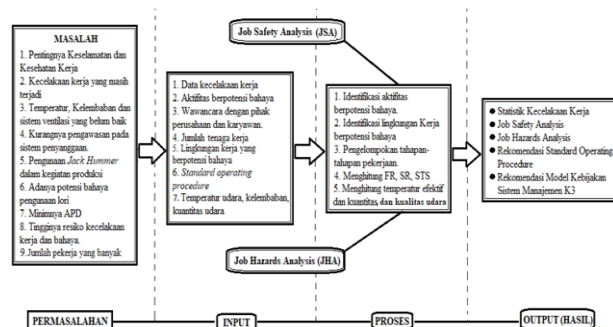 Job Safety Analysis (JSA)
MASALAH
1. Pentingnya Keselamatan dan
Kesehatan Kerja
2. Kecelakaan kerja yang masih
terjadi
3. Temperatur, Kelembaban dan
sistem ventilasi yang belum baik
4. Kurangnya pengawasan pada
sistem penyanggaan.
5. Pengunaan Jack Hummer
dalam kegiatan produksi
6. Adanya potensi bahaya
pengunaan lori
7. Minimnya APD
8. Tingginya resiko kecelakaan
kerja dan bahaya.
9.Jumlah pekerja yang banyak
1. Data kecelakaan kerja
2. Aktifitas berpotensi bahaya
3. Wawancara dengan pihak
perusahaan dan karyawan.
4. Jumlah tenaga kerja
5. Lingkungan kerja yang
berpotensi bahaya
6. Standard operating
procedure
7. Temperatur udara, kelembaban,
kuantitas udara
1. Identifikasi aktifitas
berpotensi bahaya.
2. Identifikasi lingkungan Kerja
berpotensi bahaya.
3. Pengelompokan tahapan-
tahapan pekerjaan.
4. Menghitung FR, SR, STS
5. Menghitung temperatur efektif
dan kuantitas, dan kualitas udara
● Statistik Kecelakaan Kerja
● Job Safety Analysis
● Job Hazards Analysis
● Rekomendasi Standard Operating
Procedure
● Rekomendasi Model Kebijakan
Sistem Manajemen K3
Job Hazards Analysis (JHA)
PERMASALAHAN
INPUT
PROSES
OUTPUT (HASIL)